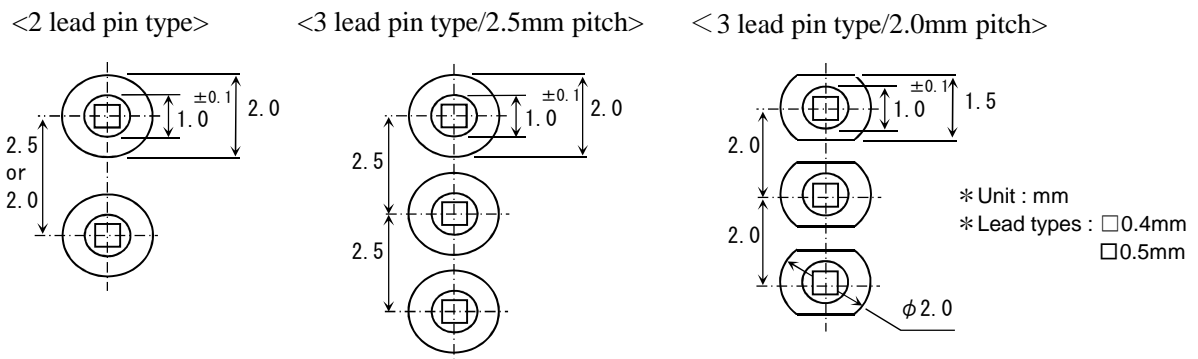 <2 lead pin type>
2.5
or
2.0
1.0 ±0.1
2.0
<3 lead pin type/2.5mm pitch>
2.5
2.5
1.0 ±0.1
2.0
<3 lead pin type/2.0mm pitch>
2.0
2.0
1.0 ±0.1
1.5
φ2.0
＊Unit : mm
＊Lead types : □0.4mm
□0.5mm